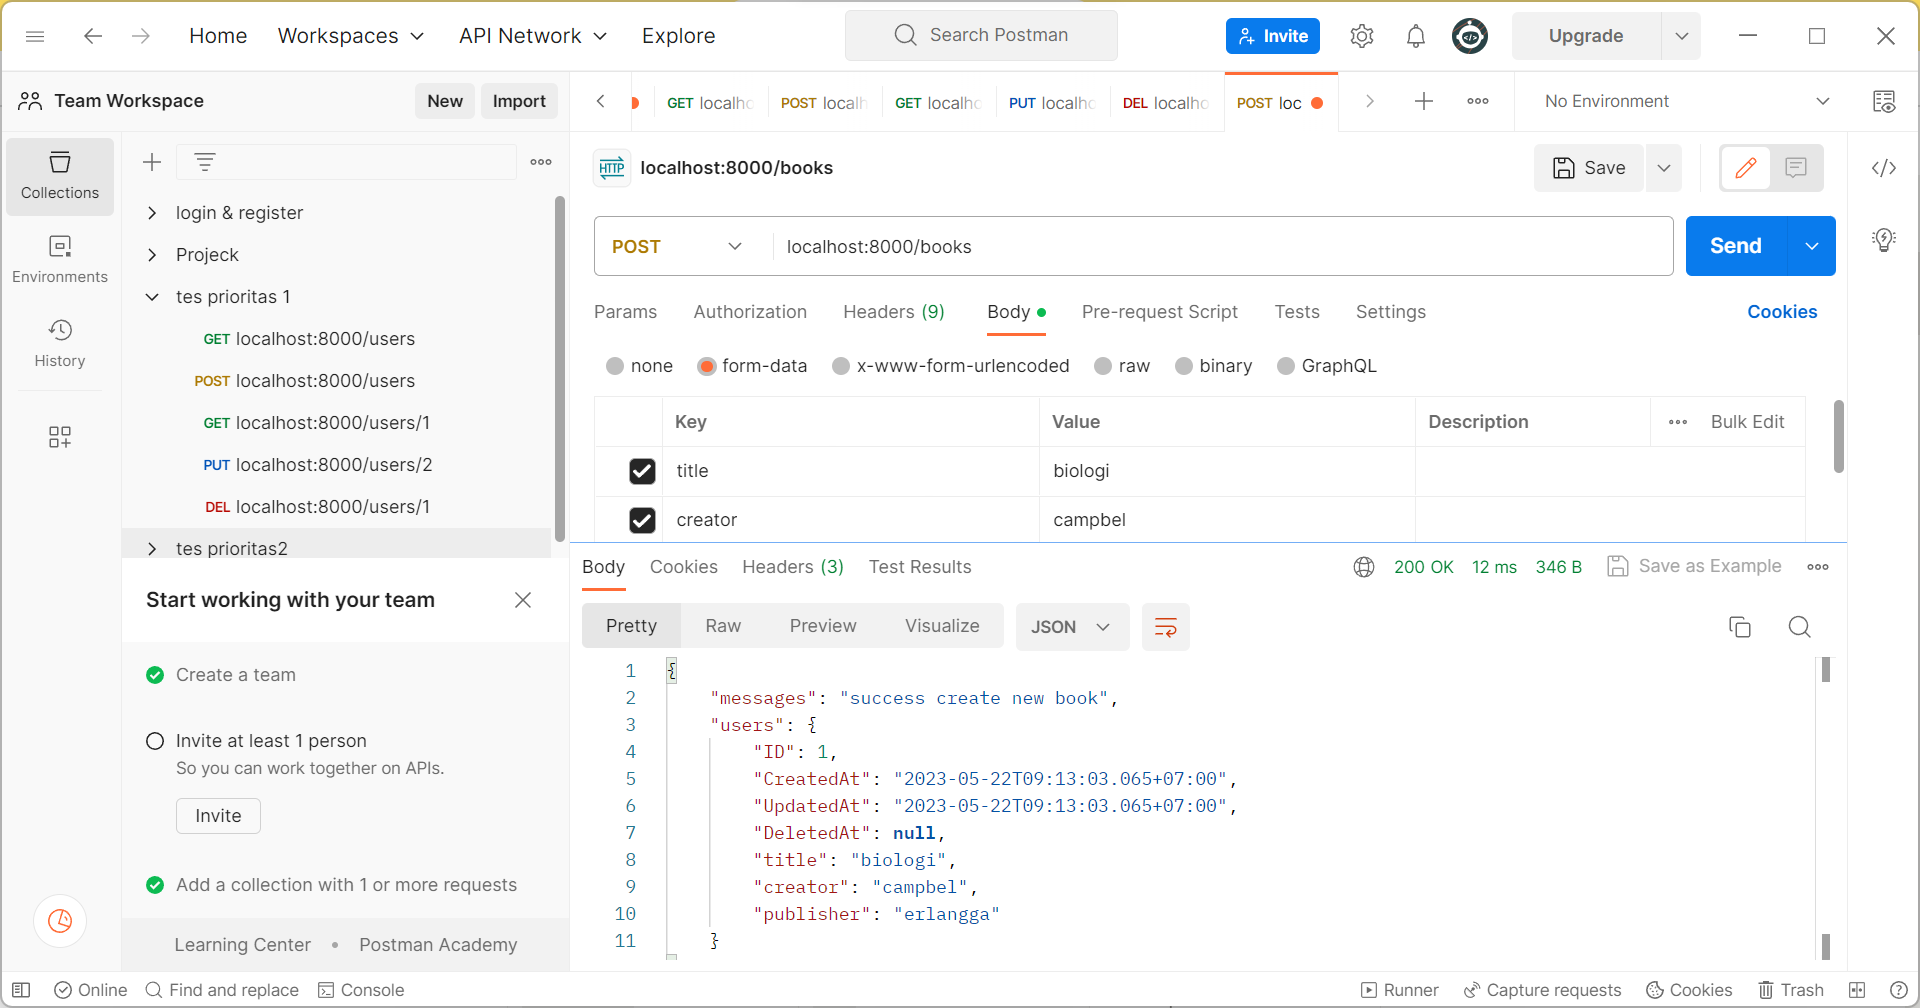 Home Workspaces API Network Explore Search Postman Invite Upgrade
Team Workspace New Import GET localho POST localh GET localho PUT localho DEL localho POST loc No Environment
Collections
Environments
History
login & register
Projeck
tes prioritas 1
GET localhost:8000/users
POST localhost:8000/users
GET localhost:8000/users/1
PUT localhost:8000/users/2
DEL localhost:8000/users/1
tes prioritas2
Start working with your team
Create a team
Invite at least 1 person
So you can work together on APIs.
Invite
Add a collection with 1 or more requests
Learning Center • Postman Academy
HTTP localhost:8000/books Save
POST localhost:8000/books Send
Params Authorization Headers (9) Body Pre-request Script Tests Settings Cookies
none form-data x-www-form-urlencoded raw binary GraphQL
Key Value Description Bulk Edit
title biologi
creator campbel
Body Cookies Headers (3) Test Results 200 OK 12 ms 346 B Save as Example
Pretty Raw Preview Visualize JSON
1 {
2 "messages": "success create new book",
3 "users": {
4 "ID": 1,
5 "CreatedAt": "2023-05-22T09:13:03.065+07:00",
6 "UpdatedAt": "2023-05-22T09:13:03.065+07:00",
7 "DeletedAt": null,
8 "title": "biologi",
9 "creator": "campbel",
10 "publisher": "erlangga"
11 }
Online Find and replace Console Runner Capture requests Cookies Trash